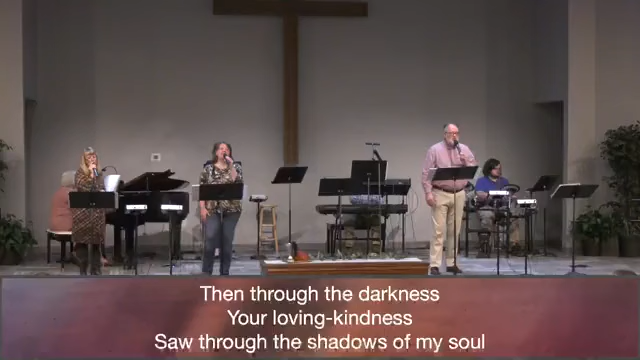 Then through the darkness
Your loving-kindness
Saw through the shadows of my soul